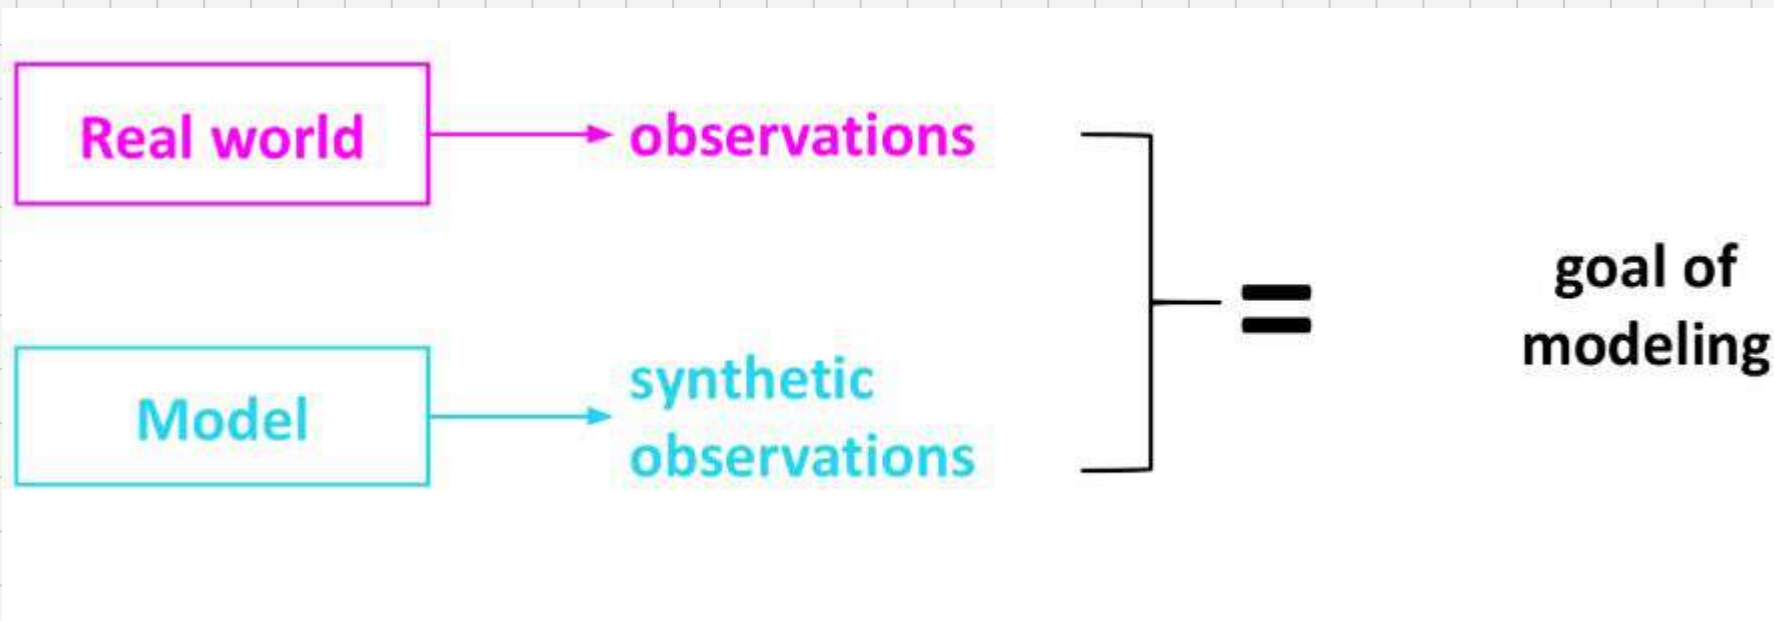 Real world
observations
Model
synthetic
observations
=
goal of
modeling